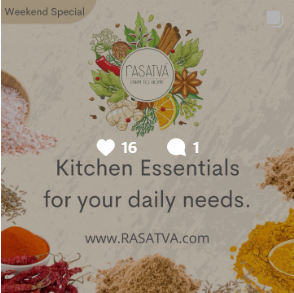 Weekend Special
RASATVA
16
1
Kitchen Essentials
for your daily needs.
www.RASATVA.com